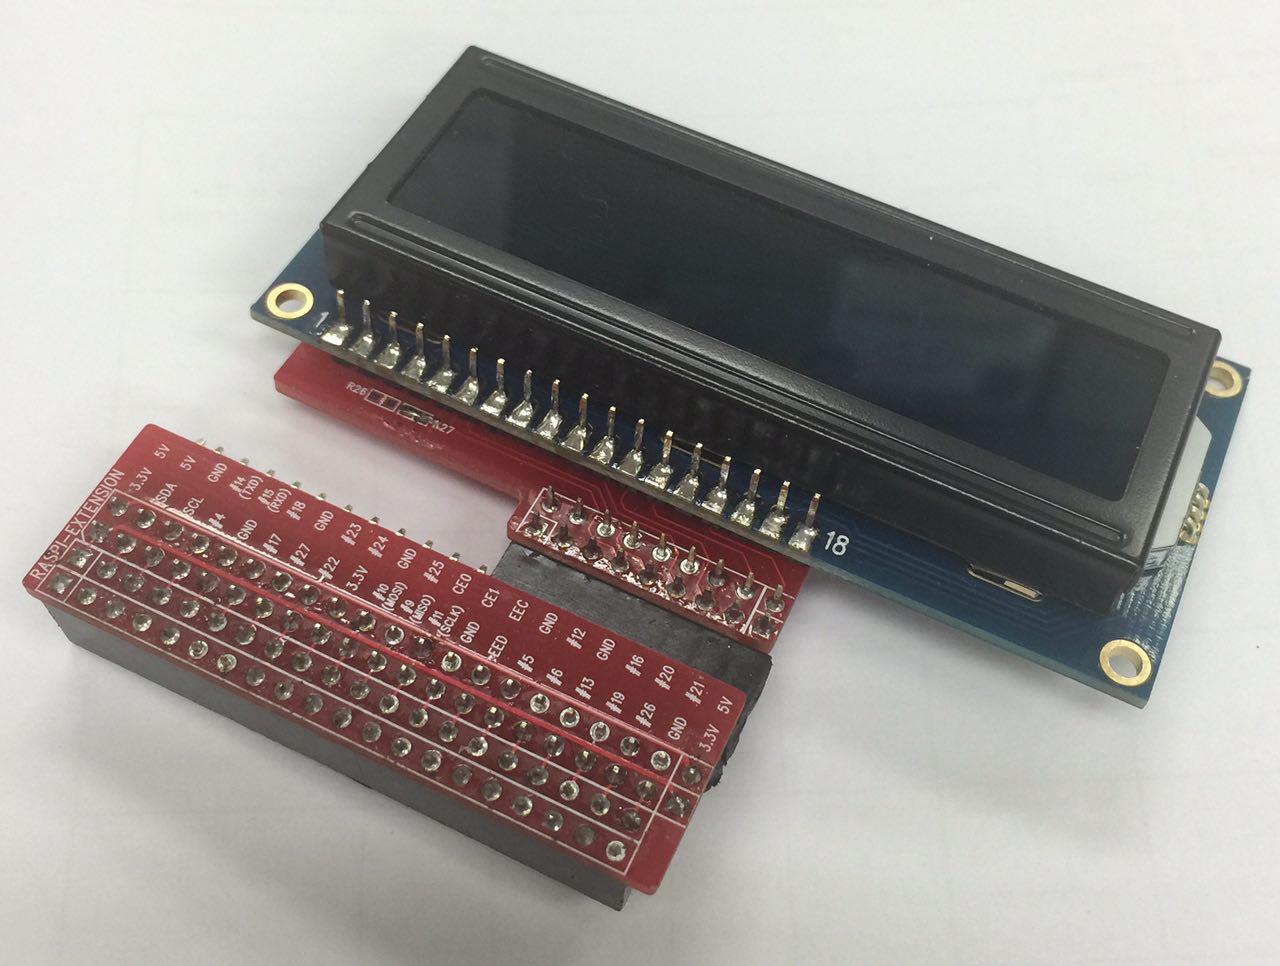 1
R26
R27
18
RASPI-EXTENSION
3.3V 5V
SDA 5V
SCL GND
#4 #14 (TXD)
GND #15 (RXD)
#17 #18
#27 GND
#22 #23
3.3V #24
#10 (MOSI) GND
#9 (MISO) #25
#11 (SCLK) CE0
GND CE1
EED EEC
#5 GND
#6 #12
#13 GND
#19 #16
#26 #20
GND #21
3.3V 5V